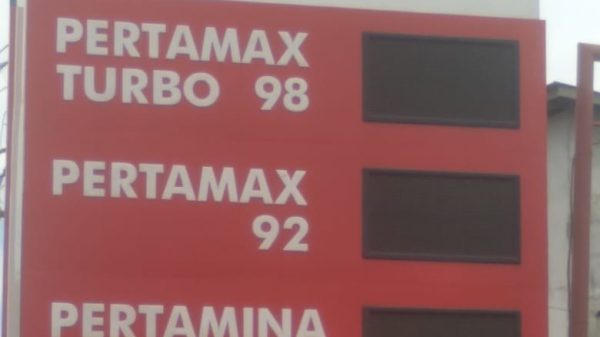 PERTAMAX
TURBO 98
PERTAMAX
92
PERTAMINA